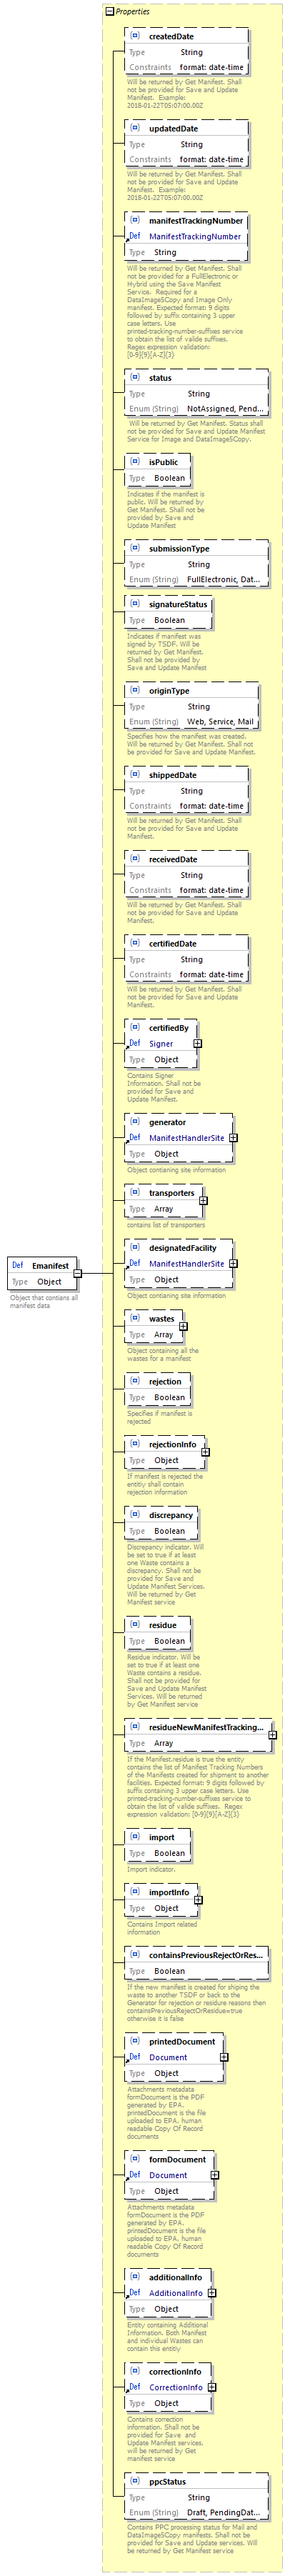 Properties
createdDate
Type String
Constraints format: date-time
Will be returned by Get Manifest. Shall
not be provided for Save and Update
Manifest. Example:
2018-01-22T05:07:00.00Z
updatedDate
Type String
Constraints format: date-time
Will be returned by Get Manifest. Shall
not be provided for Save and Update
Manifest. Example:
2018-01-22T05:07:00.00Z
manifestTrackingNumber
Def ManifestTrackingNumber
Type String
Will be returned by Get Manifest. Shall
not be provided for a FullElectronic or
Hybrid using the Save Manifest
Service. Required for a
DataImage5Copy and Image Only
manifest. Expected format: 9 digits
followed by suffix containing 3 upper
case letters. Use
printed-tracking-number-suffixes service
to obtain the list of valide suffixes.
Regex expression validation:
[0-9]{9}[A-Z]{3}
status
Type String
Enum (String) NotAssigned, Pend...
Will be returned by Get Manifest. Status shall
not be provided for Save and Update Manifest
Service for Image and DataImage5Copy.
isPublic
Type Boolean
Indicates if the manifest is
public. Will be returned by
Get Manifest. Shall not be
provided by Save and
Update Manifest
submissionType
Type String
Enum (String) FullElectronic, Dat...
signatureStatus
Type Boolean
Indicates if manifest was
signed by TSDF. Will be
returned by Get Manifest.
Shall not be provided by
Save and Update Manifest
originType
Type String
Enum (String) Web, Service, Mail
Specifies how the manifest was created.
Will be returned by Get Manifest. Shall not
be provided for Save and Update Manifest.
shippedDate
Type String
Constraints format: date-time
Will be returned by Get Manifest. Shall
not be provided for Save and Update
Manifest.
receivedDate
Type String
Constraints format: date-time
Will be returned by Get Manifest. Shall
not be provided for Save and Update
Manifest.
certifiedDate
Type String
Constraints format: date-time
Will be returned by Get Manifest. Shall
not be provided for Save and Update
Manifest.
certifiedBy
Def Signer
Type Object
Contains Signer
Information. Shall not be
provided for Save and
Update Manifest.
generator
Def ManifestHandlerSite
Type Object
Object contianing site information
transporters
Type Array
contains list of transporters
Def Emanifest
Type Object
Object that contians all
manifest data
designatedFacility
Def ManifestHandlerSite
Type Object
Object contianing site information
wastes
Type Array
Object containing all the
wastes for a manifest
rejection
Type Boolean
Specifies if manifest is
rejected
rejectionInfo
Type Object
If manifest is rejected the
entity shall contain
rejection information
discrepancy
Type Boolean
Discrepancy indicator. Will
be set to true if at least
one Waste contains a
discrepancy. Shall not be
provided for Save and
Update Manifest Services.
Will be returned by Get
Manifest service
residue
Type Boolean
Residue indicator. Will be
set to true if at least one
Waste contains a residue.
Shall not be provided for
Save and Update Manifest
Services. Will be returned
by Get Manifest service
residueNewManifestTracking...
Type Array
If the Manifest.residue is true the entity
contains the list of Manifest Tracking Numbers
of the Manifests created for shipment to another
facilities. Expected format: 9 digits followed by
suffix containing 3 upper case letters. Use
printed-tracking-number-suffixes service to
obtain the list of valide suffixes. Regex
expression validation: [0-9]{9}[A-Z]{3}
import
Type Boolean
Import indicator.
importInfo
Type Object
Contains Import related
information
containsPreviousRejectOrRes...
Type Boolean
If the new manifest is created for shiping the
waste to another TSDF or back to the
Generator for rejection or residure reasons then
containsPreviousRejectOrResidue=true
otherwise it is false
printedDocument
Def Document
Type Object
Attachments metadata
formDocument is the PDF
generated by EPA.
printedDocument is the file
uploaded to EPA, human
readable Copy Of Record
documents
formDocument
Def Document
Type Object
Attachments metadata
formDocument is the PDF
generated by EPA.
printedDocument is the file
uploaded to EPA, human
readable Copy Of Record
documents
additionalInfo
Def AdditionalInfo
Type Object
Entity containing Additional
Information. Both Manifest
and individual Wastes can
contain this entity
correctionInfo
Def CorrectionInfo
Type Object
Contains correction
information. Shall not be
provided for Save and
Update Manifest services.
will be returned by Get
manifest service
ppcStatus
Type String
Enum (String) Draft, PendingDat...
Contains PPC processing status for Mail and
DataImage5Copy manifests. Shall not be
provided for Save and Update services. Will
be returned by Get Manifest service